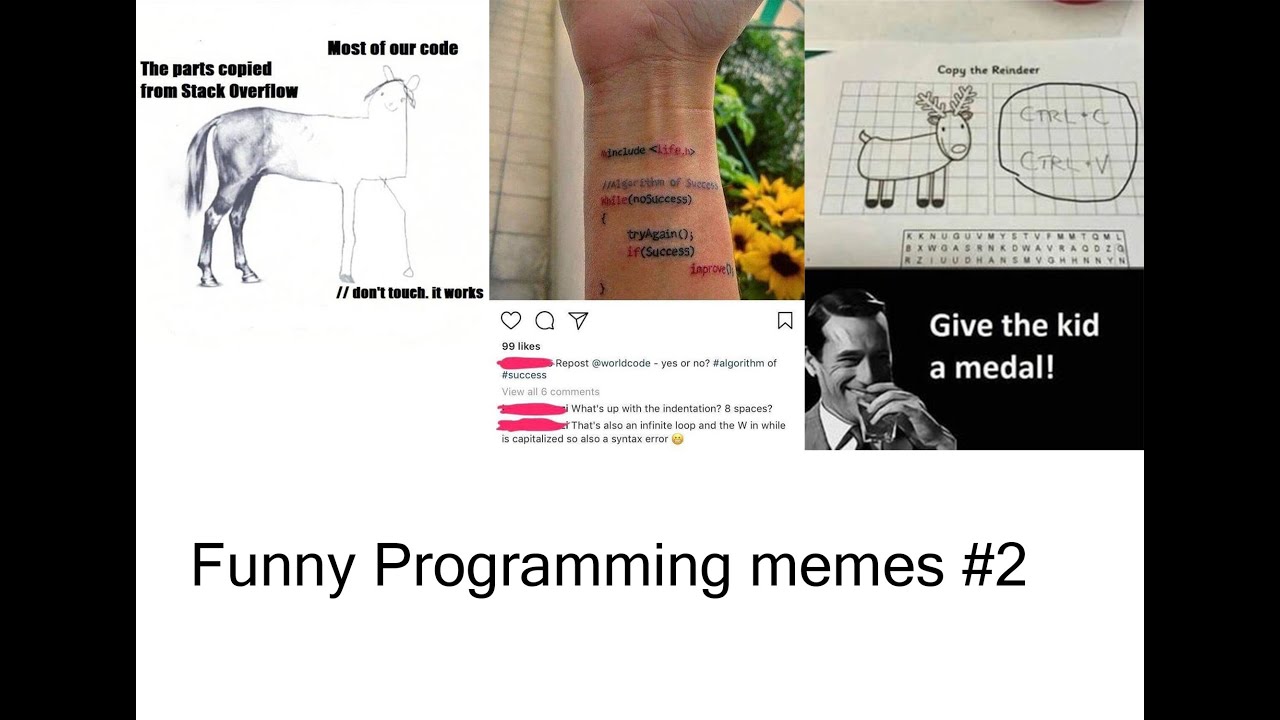 Most of our code
The parts copied
from Stack Overflow
// don't touch. it works
#include <life.h>
//Algorithm of Success
While(noSuccess)
{
tryAgain();
if(Success)
improve();
}
99 likes
Repost @worldcode - yes or no? #algorithm of
#success
View all 6 comments
What's up with the indentation? 8 spaces?
That's also an infinite loop and the W in while
is capitalized so also a syntax error 🤭
Copy the Reindeer
CTRL+C
CTRL+V
K K N U G U V M Y S T V F M M T Q M L
B X W G A S R N K D W A V R A Q D Z G
R Z I U U D H A N S M V G H H N N Y N
Give the kid
a medal!
Funny Programming memes #2